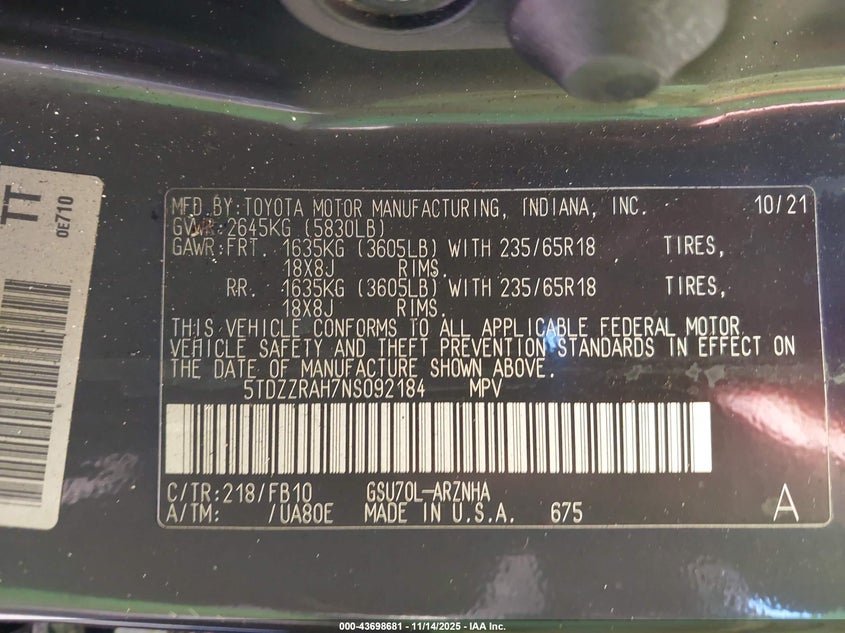 TT
0E710
MFD.BY:TOYOTA MOTOR MANUFACTURING, INDIANA, INC. 10/21
GVWR:2645KG (5830LB)
GAWR:FRT. 1635KG (3605LB) WITH 235/65R18 TIRES,
18X8J RIMS.
RR. 1635KG (3605LB) WITH 235/65R18 TIRES,
18X8J RIMS.
THIS VEHICLE CONFORMS TO ALL APPLICABLE FEDERAL MOTOR
VEHICLE SAFETY AND THEFT PREVENTION STANDARDS IN EFFECT ON
THE DATE OF MANUFACTURE SHOWN ABOVE.
5TDZZRAH7NS092184 MPV
C/TR:218/FB10 GSU70L-ARZNHA
A/TM: /UA80E MADE IN U.S.A. 675 A
000-43698681 - 11/14/2025 - IAA Inc.